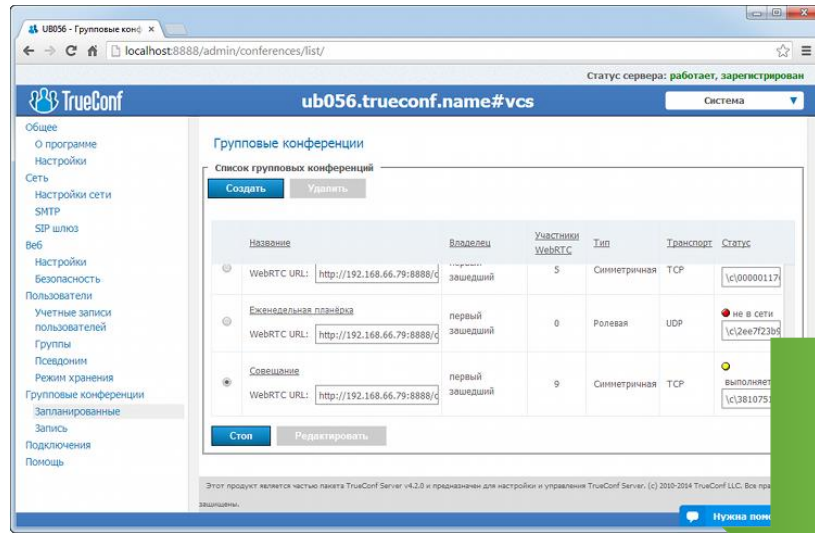 UB056 - Групповые конф
localhost:8888/admin/conferences/list/
Статус сервера: работает, зарегистрирован
TrueConf
ub056.trueconf.name#vcs
Система
Общее
О программе
Настройки
Сеть
Настройки сети
SMTP
SIP шлюз
Веб
Настройки
Безопасность
Пользователи
Учетные записи
пользователей
Группы
Псевдоним
Режим хранения
Групповые конференции
Запланированные
Запись
Подключения
Помощь
Групповые конференции
Список групповых конференций
Создать Удалить
Название Владелец Участники WebRTC Тип Транспорт Статус
WebRTC URL: http://192.168.66.79:8888/c зашедший 5 Симметричная TCP \c\00000117
Еженедельная планёрка
WebRTC URL: http://192.168.66.79:8888/c первый зашедший 0 Ролевая UDP не в сети \c\2ee7f23b9
Совещание
WebRTC URL: http://192.168.66.79:8888/c первый зашедший 9 Симметричная TCP выполняет \c\3810751
Стоп Редактировать
Этот продукт является частью пакета TrueConf Server v4.2.0 и предназначен для настройки и управления TrueConf Server. (c) 2010-2014 TrueConf LLC. Все пра
защищены.
Нужна пом